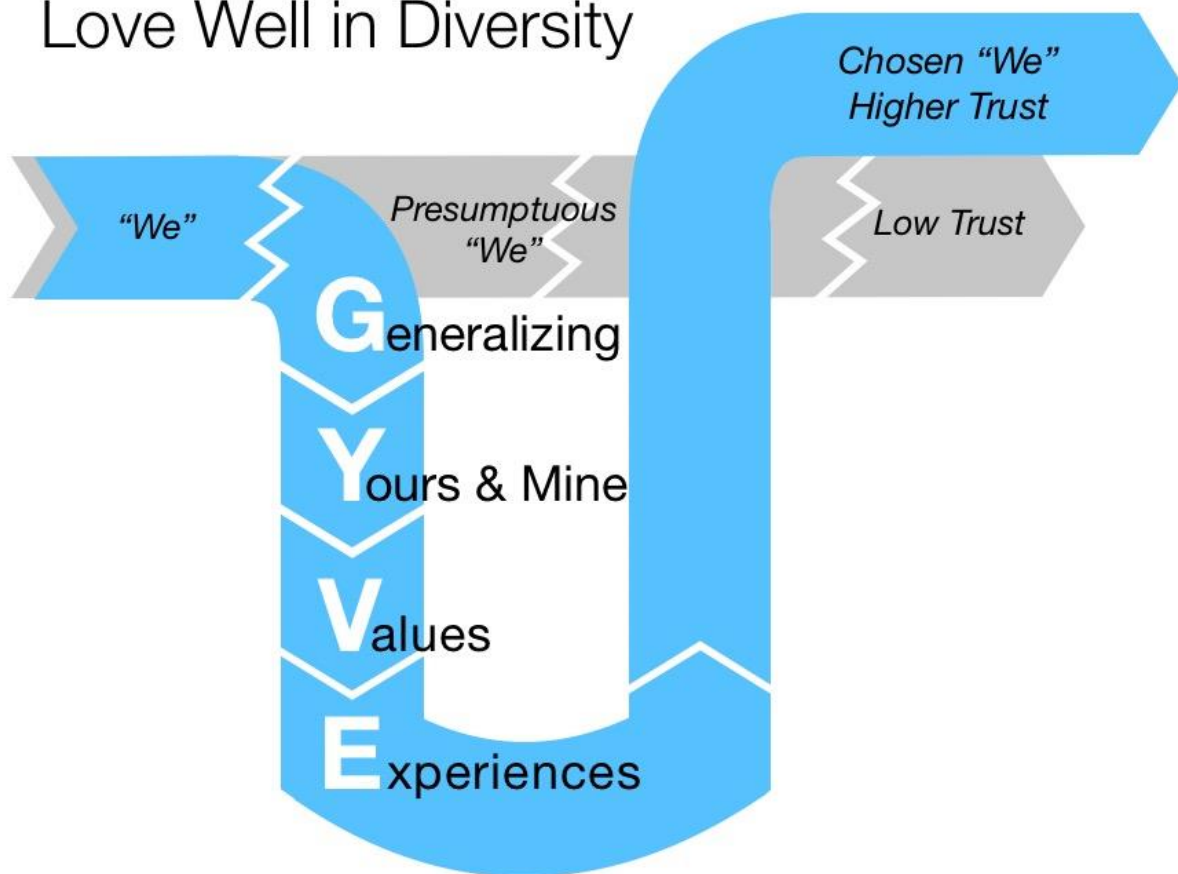 Love Well in Diversity
Chosen “We”
Higher Trust
“We”
Presumptuous
“We”
Low Trust
Generalizing
Yours & Mine
Values
Experiences